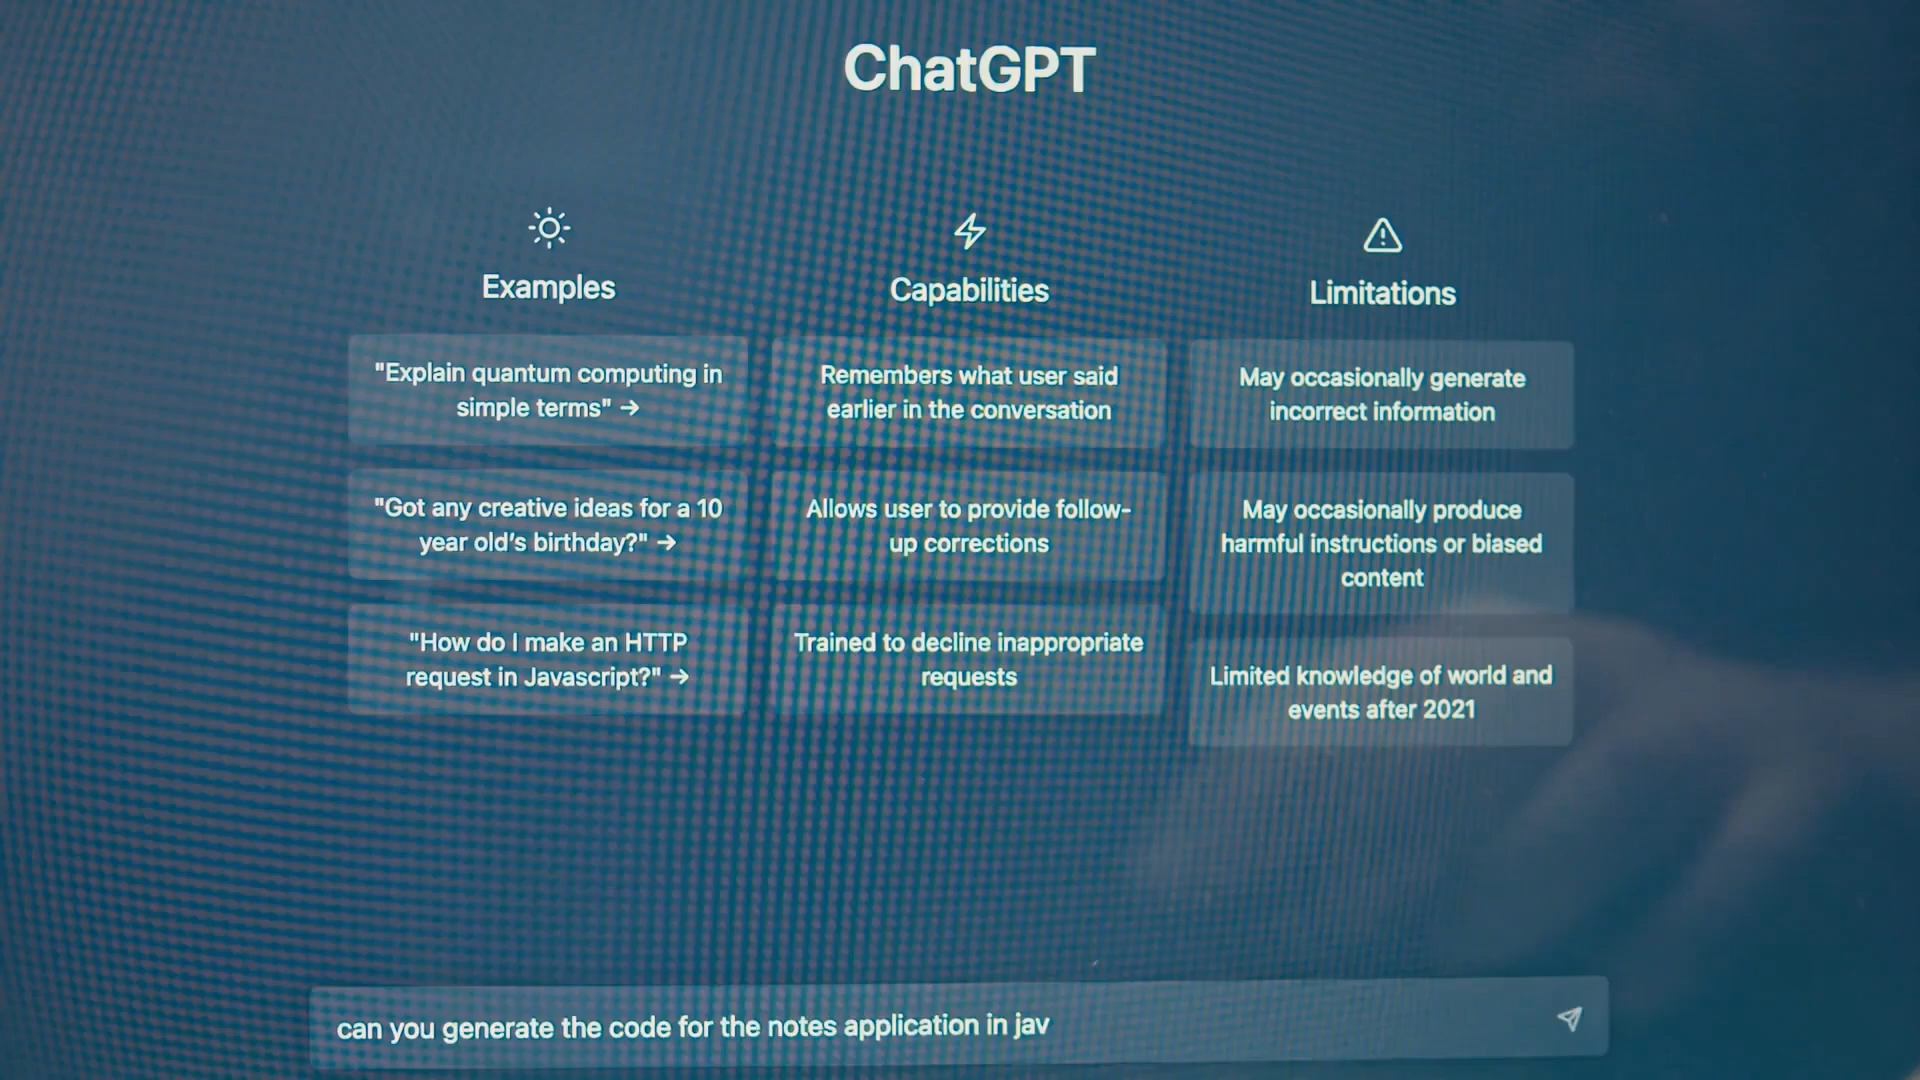 ChatGPT
Examples
"Explain quantum computing in
simple terms" →
"Got any creative ideas for a 10
year old's birthday?" →
"How do I make an HTTP
request in Javascript?" →
Capabilities
Remembers what user said
earlier in the conversation
Allows user to provide follow-
up corrections
Trained to decline inappropriate
requests
Limitations
May occasionally generate
incorrect information
May occasionally produce
harmful instructions or biased
content
Limited knowledge of world and
events after 2021
can you generate the code for the notes application in jav